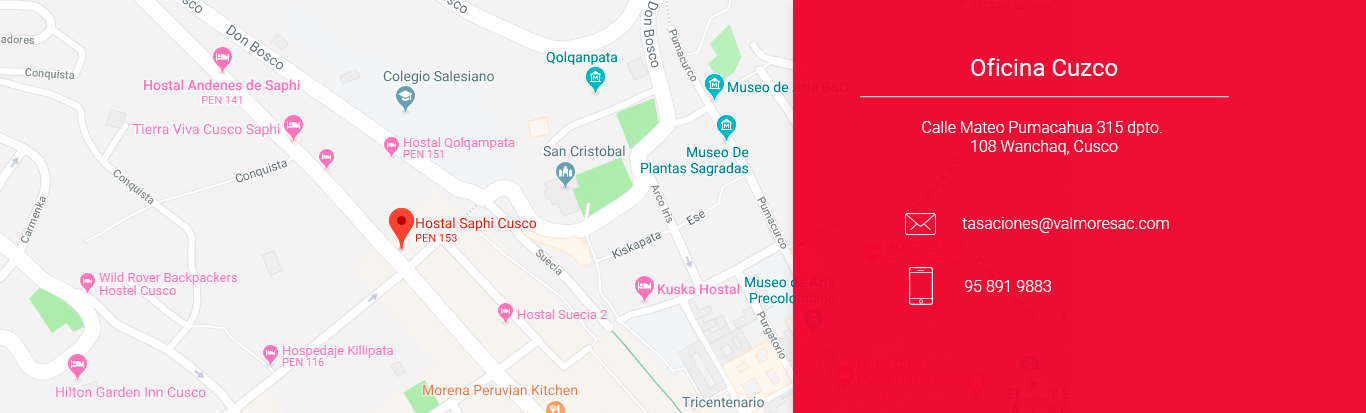 Don Bosco
Don Bosco
Pumacurco
Conquista
Hostal Andenes de Saphi
PEN 141
Colegio Salesiano
Qolqanpata
Museo de Arte
Tierra Viva Cusco Saphi
Hostal Qolqampata
PEN 151
San Cristobal
Museo De
Plantas Sagradas
Conquista
Conquista
Carmenka
Arco Iris
Pumacurco
Ese
Kiskapata
Hostal Saphi Cusco
PEN 153
Suecia
Wild Rover Backpackers
Hostel Cusco
Kuska Hostal
Museo de Arte
Precolombino
Hostal Suecia 2
Purgatorio
Hospedaje Killipata
PEN 116
Hilton Garden Inn Cusco
Morena Peruvian Kitchen
Tricentenario
Oficina Cuzco
Calle Mateo Pumacahua 315 dpto.
108 Wanchaq, Cusco
tasaciones@valmoresac.com
95 891 9883